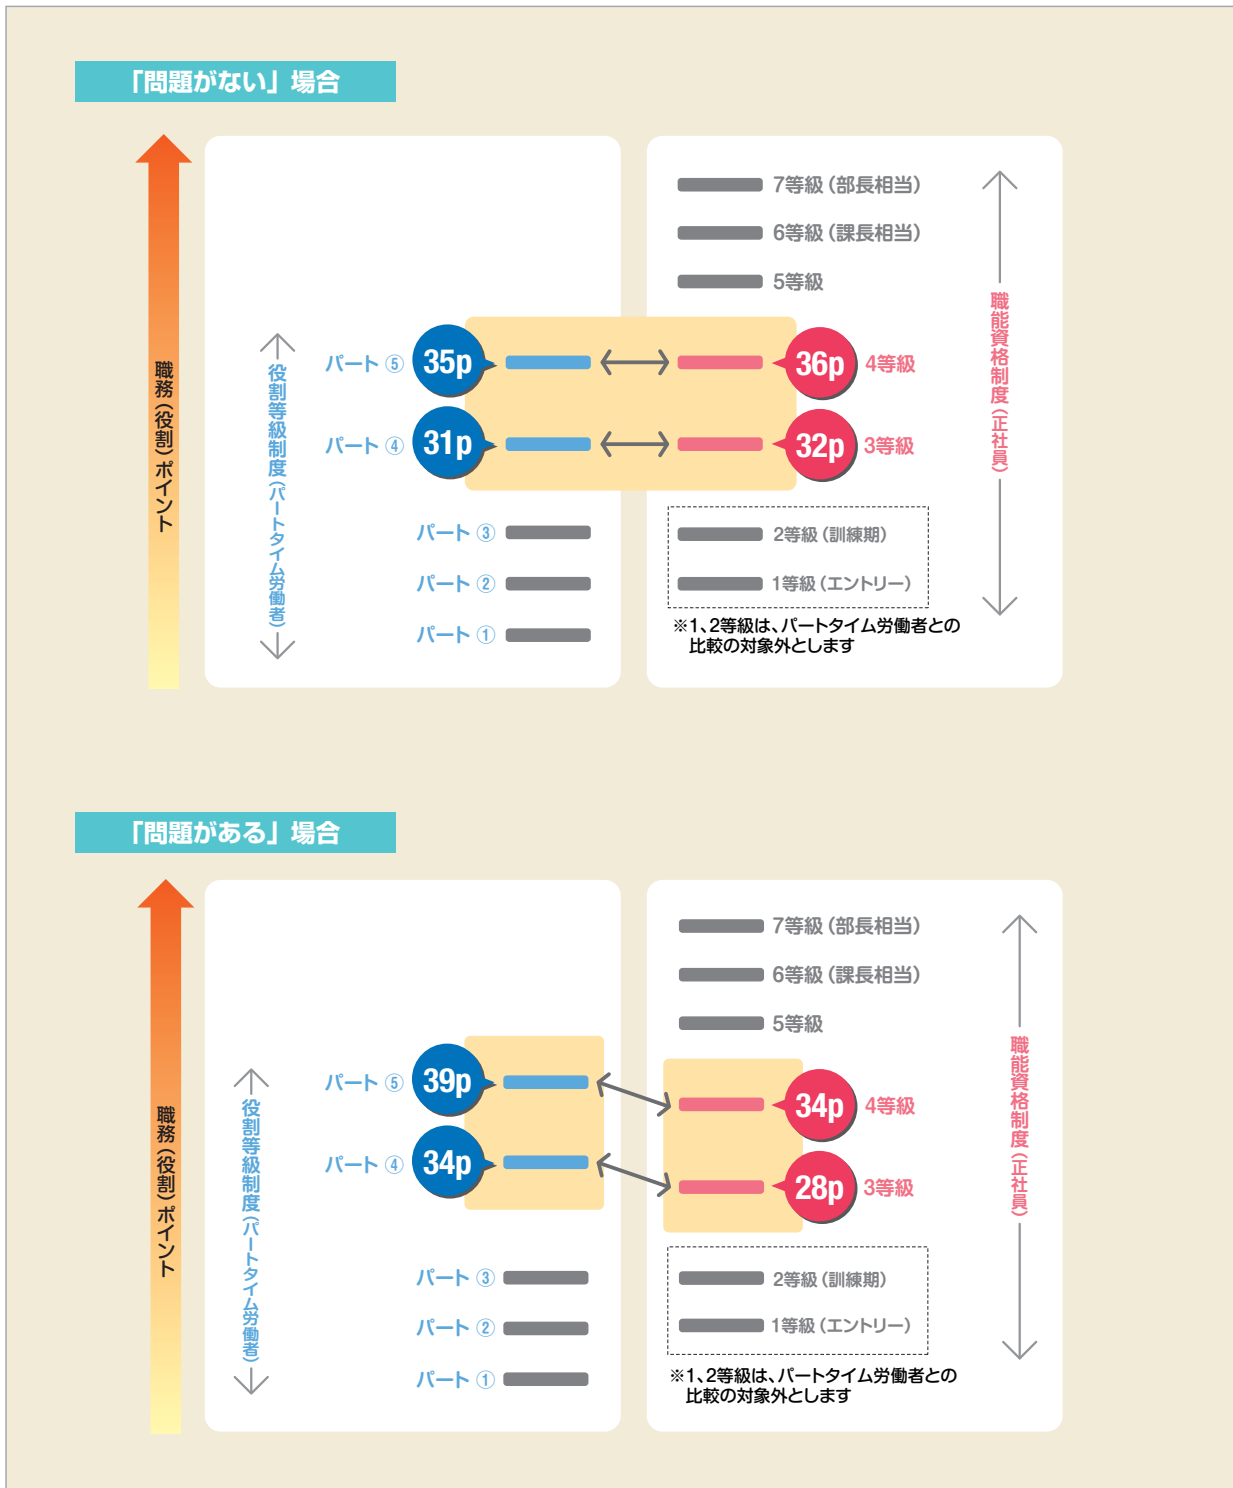 「問題がない」場合
職務（役割）ポイント
役割等級制度（パートタイム労働者）
7等級（部長相当）
6等級（課長相当）
5等級
パート ⑤ 35p 36p 4等級
パート ④ 31p 32p 3等級
パート ③
パート ②
パート ①
2等級（訓練期）
1等級（エントリー）
※1、2等級は、パートタイム労働者との
比較の対象外とします
職能資格制度（正社員）
「問題がある」場合
職務（役割）ポイント
役割等級制度（パートタイム労働者）
7等級（部長相当）
6等級（課長相当）
5等級
パート ⑤ 39p 34p 4等級
パート ④ 34p 28p 3等級
パート ③
パート ②
パート ①
2等級（訓練期）
1等級（エントリー）
※1、2等級は、パートタイム労働者との
比較の対象外とします
職能資格制度（正社員）